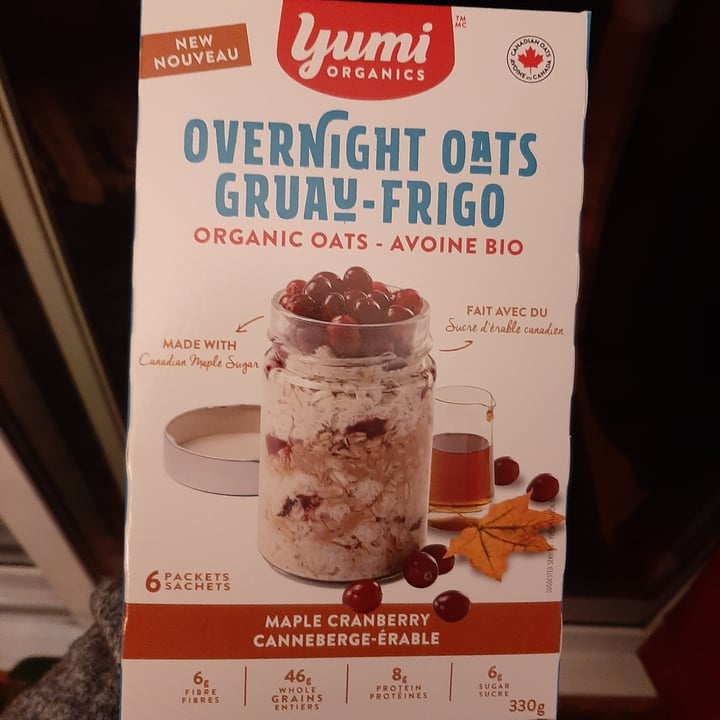 NEW
NOUVEAU
yumi
ORGANICS
TM
MC
CANADIAN OATS
AVOINE DU CANADA
OVERNIGHT OATS
GRUAU-FRIGO
ORGANIC OATS - AVOINE BIO
MADE WITH
Canadian Maple Sugar
FAIT AVEC DU
Sucre d'érable canadien
6 PACKETS
SACHETS
MAPLE CRANBERRY
CANNEBERGE-ÉRABLE
6g
FIBRE
FIBRES
46g
WHOLE
GRAINS
ENTIERS
8g
PROTEIN
PROTÉINES
6g
SUGAR
SUCRE
330g